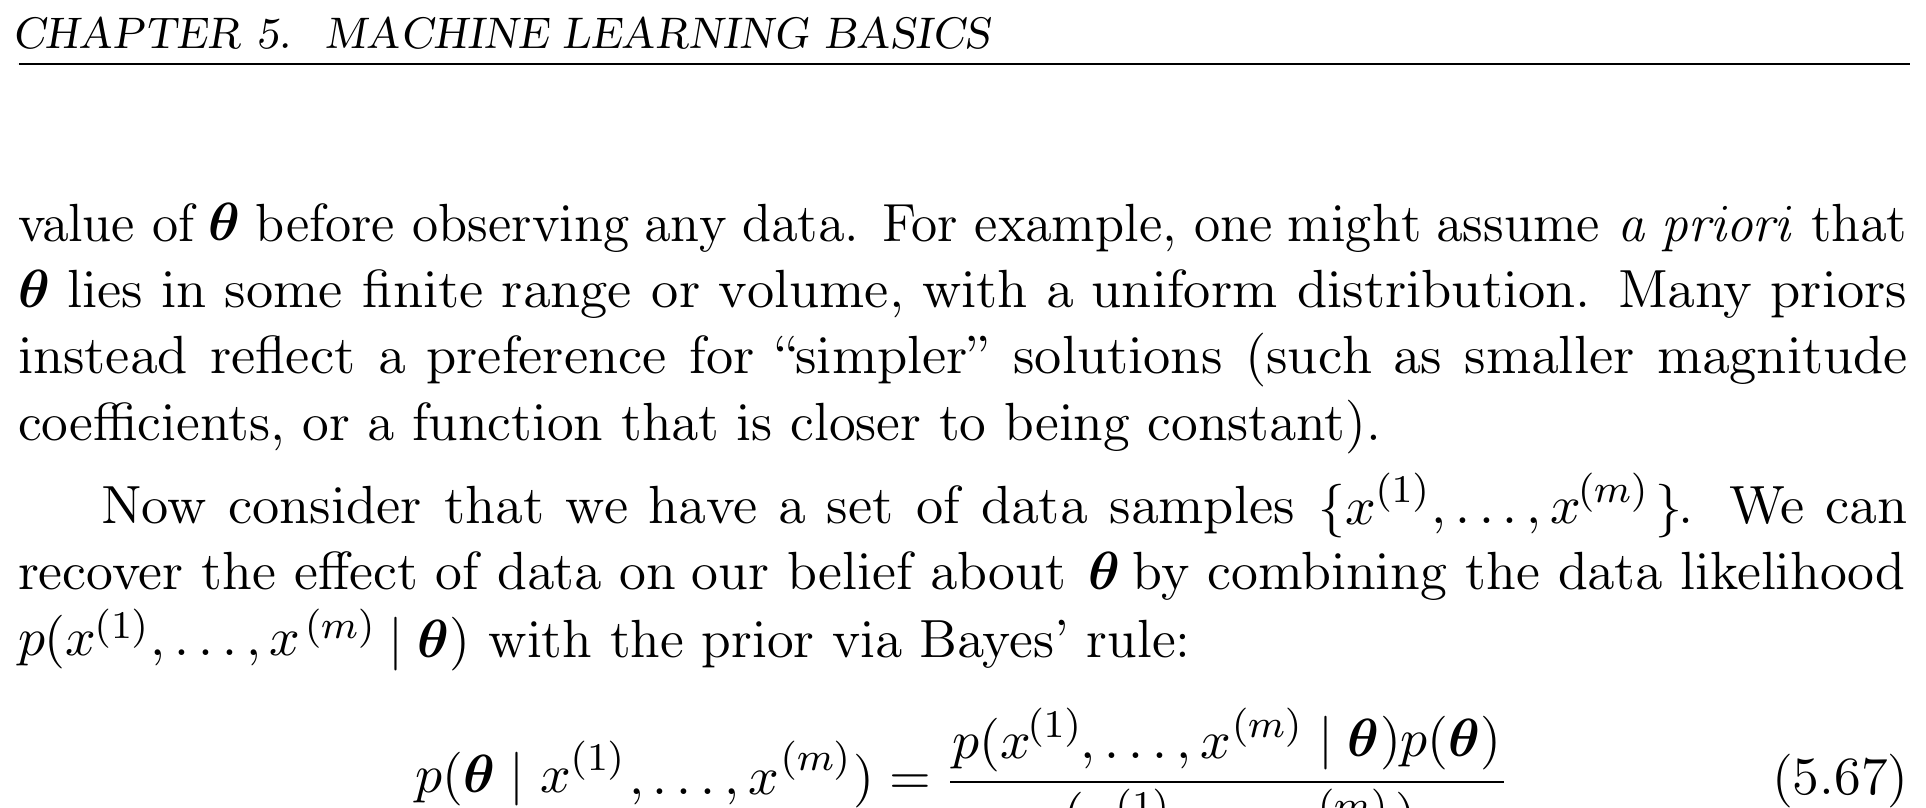 CHAPTER 5. MACHINE LEARNING BASICS
value of θ before observing any data. For example, one might assume a priori that
θ lies in some finite range or volume, with a uniform distribution. Many priors
instead reflect a preference for “simpler” solutions (such as smaller magnitude
coefficients, or a function that is closer to being constant).
Now consider that we have a set of data samples {x^(1), . . . , x^(m)}. We can
recover the effect of data on our belief about θ by combining the data likelihood
p(x^(1), . . . , x^(m) | θ) with the prior via Bayes’ rule:
p(θ | x^(1), . . . , x^(m)) = p(x^(1), . . . , x^(m) | θ)p(θ) (5.67)